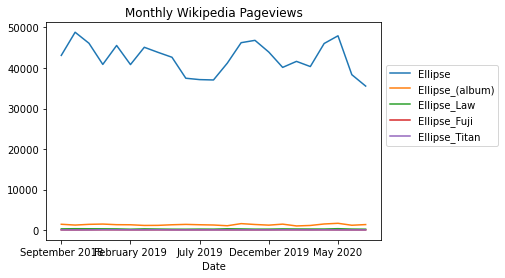 Monthly Wikipedia Pageviews
50000
40000
30000
20000
10000
0
September 2018 February 2019 July 2019 December 2019 May 2020
Date
Ellipse
Ellipse_(album)
Ellipse_Law
Ellipse_Fuji
Ellipse_Titan